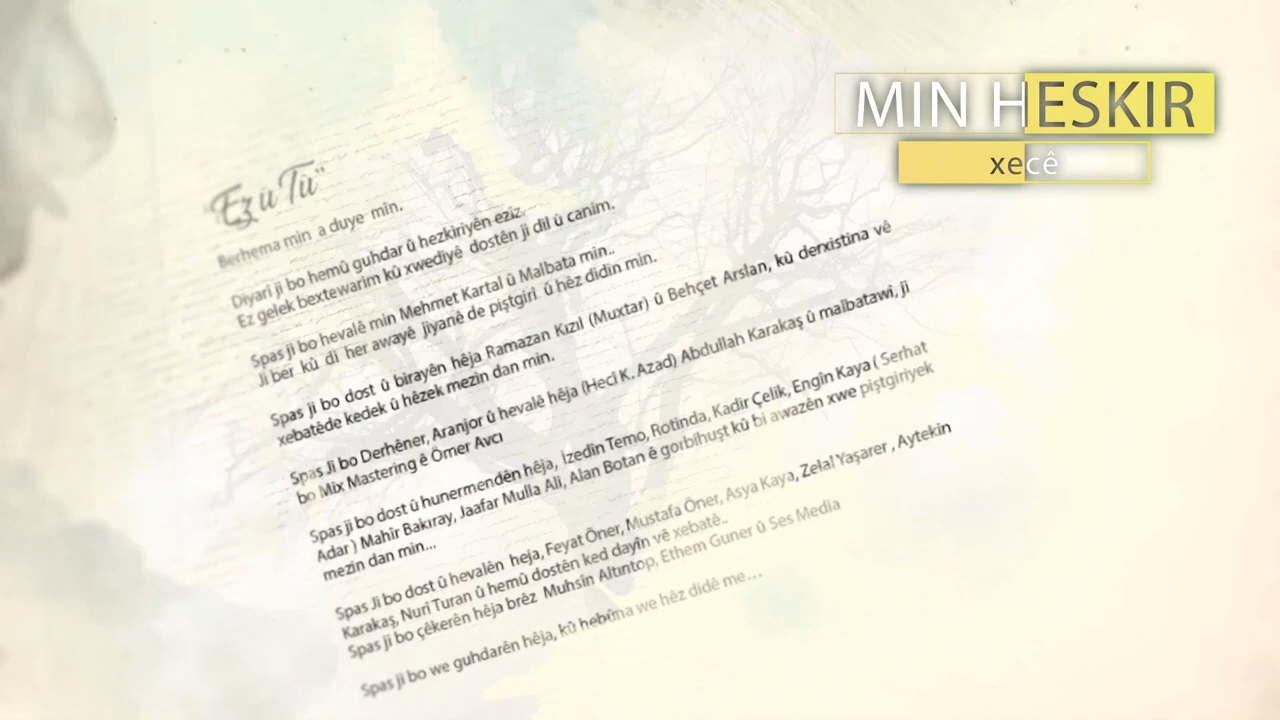 MIN HESKIR
xecê
"Ez û Tû"
Berhema min a duye min.
Diyarî ji bo hemû guhdar û hezkiriyên eziz.
Ez gelek bextewarim kû xwediyê dostên ji dil û canim.
Spas ji bo hevalê min Mehmet Kartal û Malbata min..
Ji ber kû di her awayê jiyanê de piştgirî û hêz didin min.
Spas ji bo dost û birayên hêja Ramazan Kızıl (Muxtar) û Behçet Arslan, kû derxistina vê
xebatêde kedek û hêzek mezin dan min.
Spas Ji bo Derhêner, Aranjor û hevalê hêja (Hecî K. Azad) Abdullah Karakaş û malbatawî, ji
bo Mix Mastering ê Ömer Avcı
Spas ji bo dost û hunermendên hêja, İzedin Temo, Rotinda, Kadir Çelik, Engin Kaya ( Serhat
Adar ) Mahîr Bakıray, Jaafar Mulla Ali, Alan Botan ê gorbihuşt kû bi awazên xwe piştgiriyek
mezin dan min...
Spas Ji bo dost û hevalên heja, Feyat Öner, Mustafa Öner, Asya Kaya, Zelal Yaşarer , Aytekin
Karakaş, Nuri Turan û hemû dostên ked dayîn vê xebatê..
Spas ji bo çêkerên hêja brêz Muhsin Altıntop, Ethem Guner û Ses Media
Spas ji bo we guhdarên hêja, kû hebûna we hêz didê me...